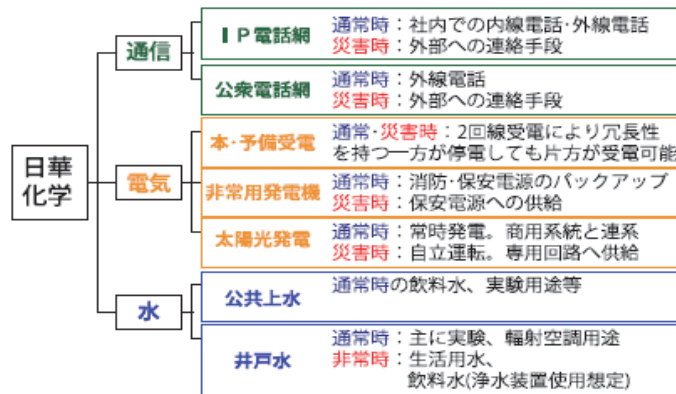 IP電話網
通常時：社内での内線電話･外線電話
災害時：外部への連絡手段
通信
公衆電話網
通常時：外線電話
災害時：外部への連絡手段
本･予備受電
通常･災害時：2回線受電により冗長性
を持つ一方が停電しても片方が受電可能
日華
化学
電気
非常用発電機
通常時：消防･保安電源のバックアップ
災害時：保安電源への供給
太陽光発電
通常時：常時発電。商用系統と連系
災害時：自立運転。専用回路へ供給
水
公共上水
通常時の飲料水、実験用途等
井戸水
通常時：主に実験、輻射空調用途
非常時：生活用水、
飲料水(浄水装置使用想定)